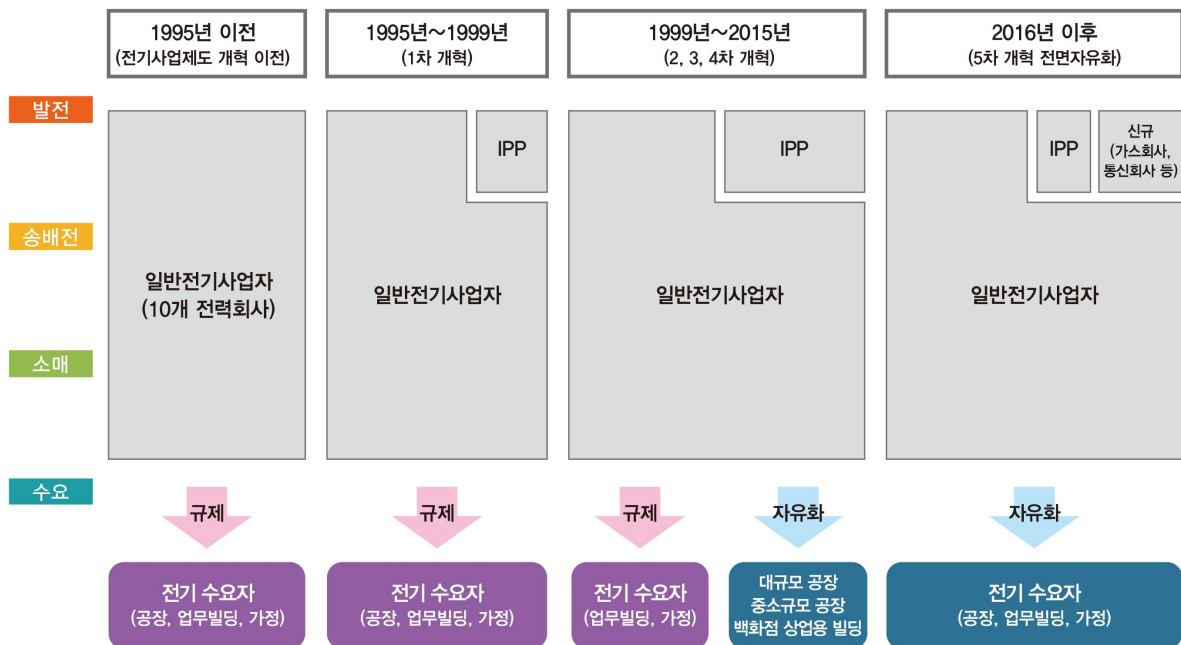 1995년 이전
(전기사업제도 개혁 이전)
1995년~1999년
(1차 개혁)
1999년~2015년
(2, 3, 4차 개혁)
2016년 이후
(5차 개혁 전면자유화)
발전
송배전
소매
수요
일반전기사업자
(10개 전력회사)
IPP
일반전기사업자
IPP
일반전기사업자
IPP
신규
(가스회사,
통신회사 등)
일반전기사업자
규제
규제
규제
자유화
자유화
전기 수요자
(공장, 업무빌딩, 가정)
전기 수요자
(공장, 업무빌딩, 가정)
전기 수요자
(업무빌딩, 가정)
대규모 공장
중소규모 공장
백화점 상업용 빌딩
전기 수요자
(공장, 업무빌딩, 가정)